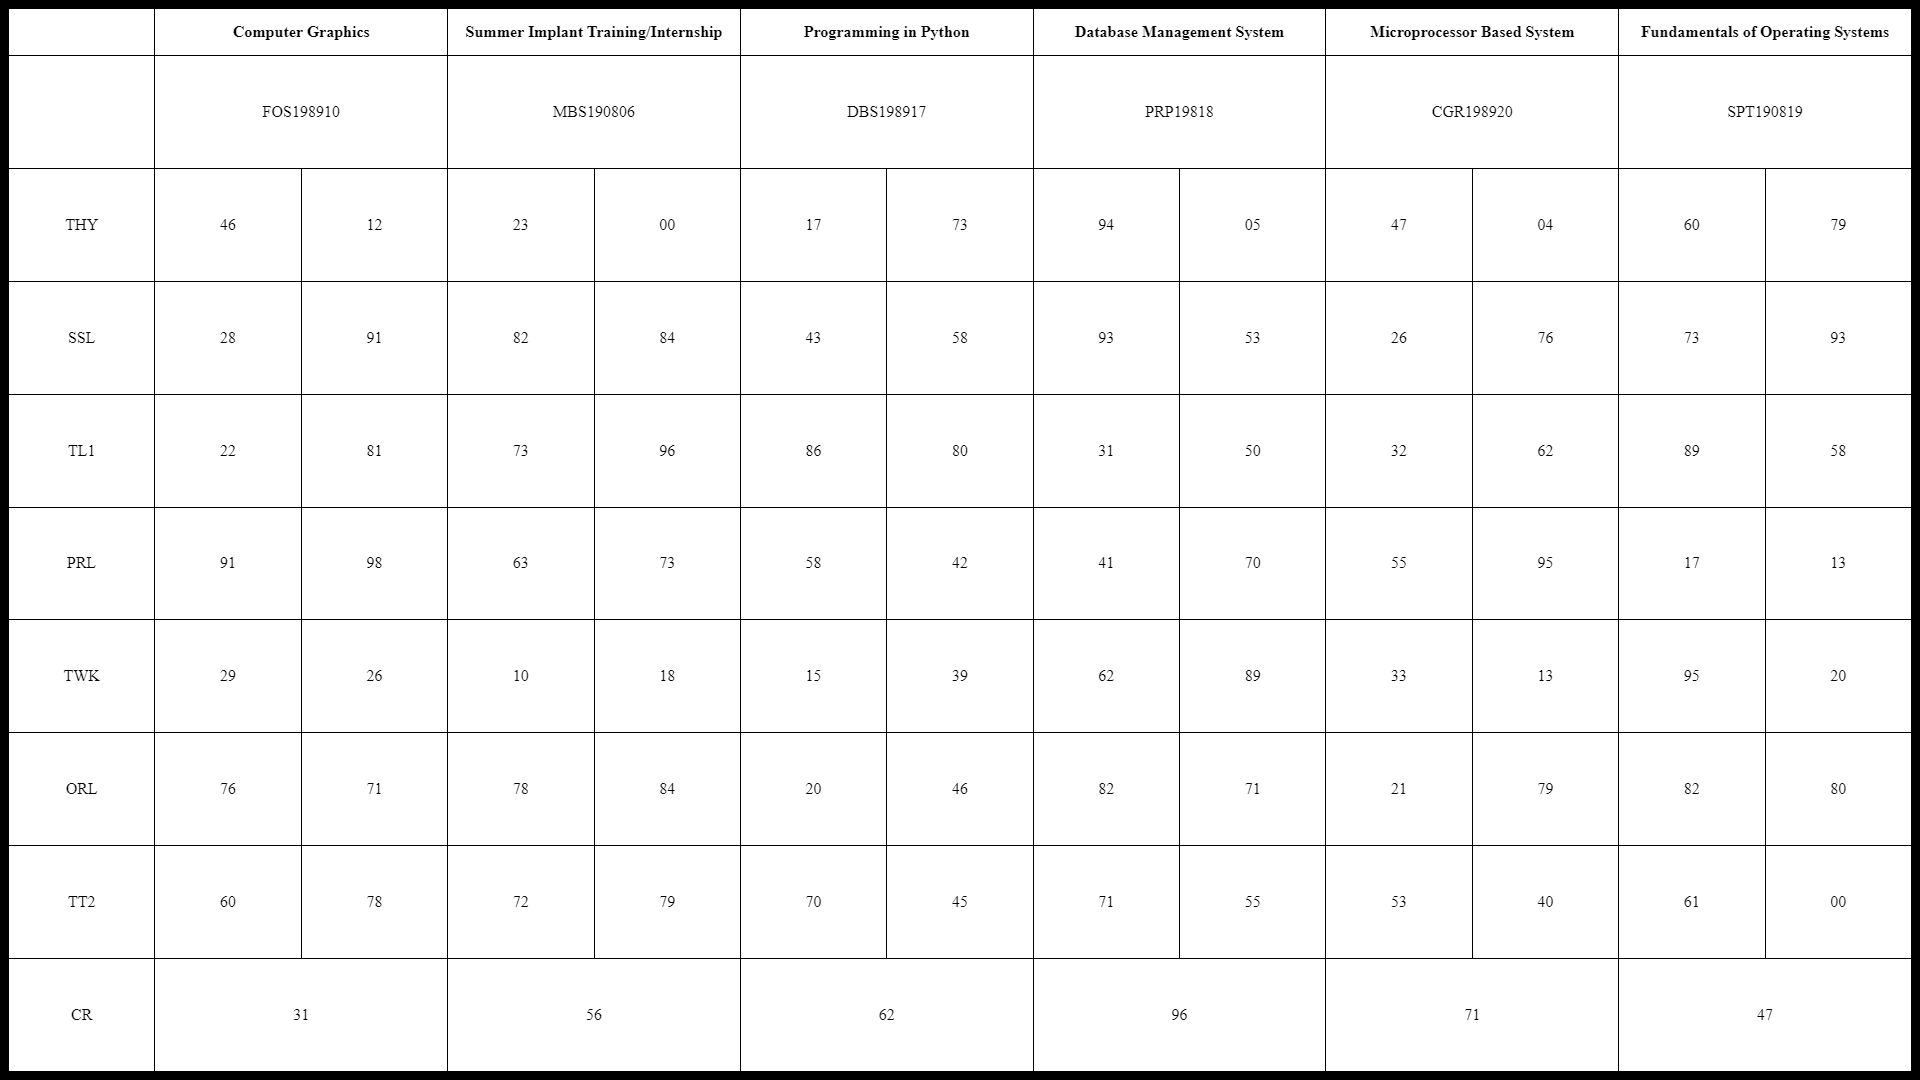 Computer Graphics Summer Implant Training/Internship Programming in Python Database Management System Microprocessor Based System Fundamentals of Operating Systems
FOS198910 MBS190806 DBS198917 PRP19818 CGR198920 SPT190819
THY 46 12 23 00 17 73 94 05 47 04 60 79
SSL 28 91 82 84 43 58 93 53 26 76 73 93
TL1 22 81 73 96 86 80 31 50 32 62 89 58
PRL 91 98 63 73 58 42 41 70 55 95 17 13
TWK 29 26 10 18 15 39 62 89 33 13 95 20
ORL 76 71 78 84 20 46 82 71 21 79 82 80
TT2 60 78 72 79 70 45 71 55 53 40 61 00
CR 31 56 62 96 71 47